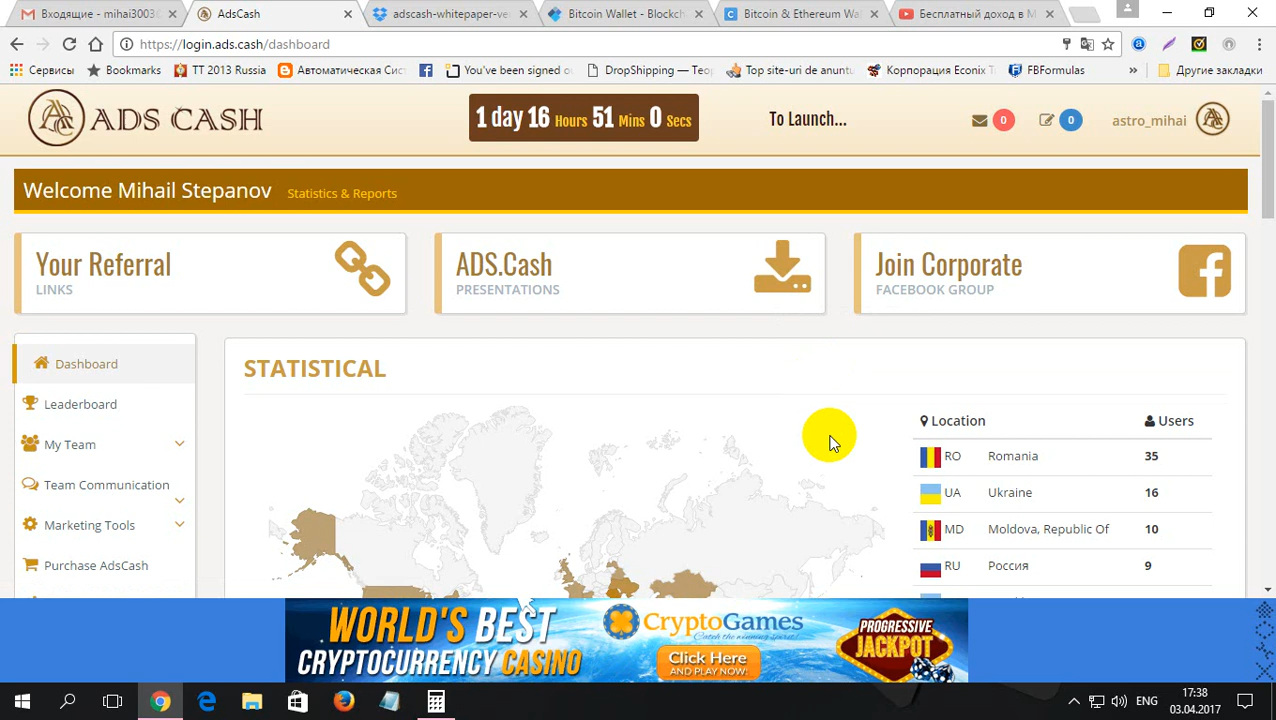 Входящие - mihai3003
AdsCash
adscash-whitepaper-ve
Bitcoin Wallet - Blockch
Bitcoin & Ethereum Wa
Бесплатный доход в М
https://login.ads.cash/dashboard
Сервисы
Bookmarks
TT 2013 Russia
Автоматическая Сис
You've been signed o
DropShipping — Теор
Top site-uri de anuntu
Корпорация Econix T
FBFormulas
»
Другие закладки
ADS CASH
1 day 16 Hours 51 Mins 0 Secs
To Launch...
0
0
astro_mihai
Welcome Mihail Stepanov Statistics & Reports
Your Referral
LINKS
ADS.Cash
PRESENTATIONS
Join Corporate
FACEBOOK GROUP
Dashboard
Leaderboard
My Team
Team Communication
Marketing Tools
Purchase AdsCash
STATISTICAL
Location Users
RO Romania 35
UA Ukraine 16
MD Moldova, Republic Of 10
RU Россия 9
WORLD'S BEST
CRYPTOCURRENCY CASINO
CryptoGames
Catch the winning spirit!
Click Here
AND PLAY NOW!
PROGRESSIVE
JACKPOT
ENG
17:38
03.04.2017